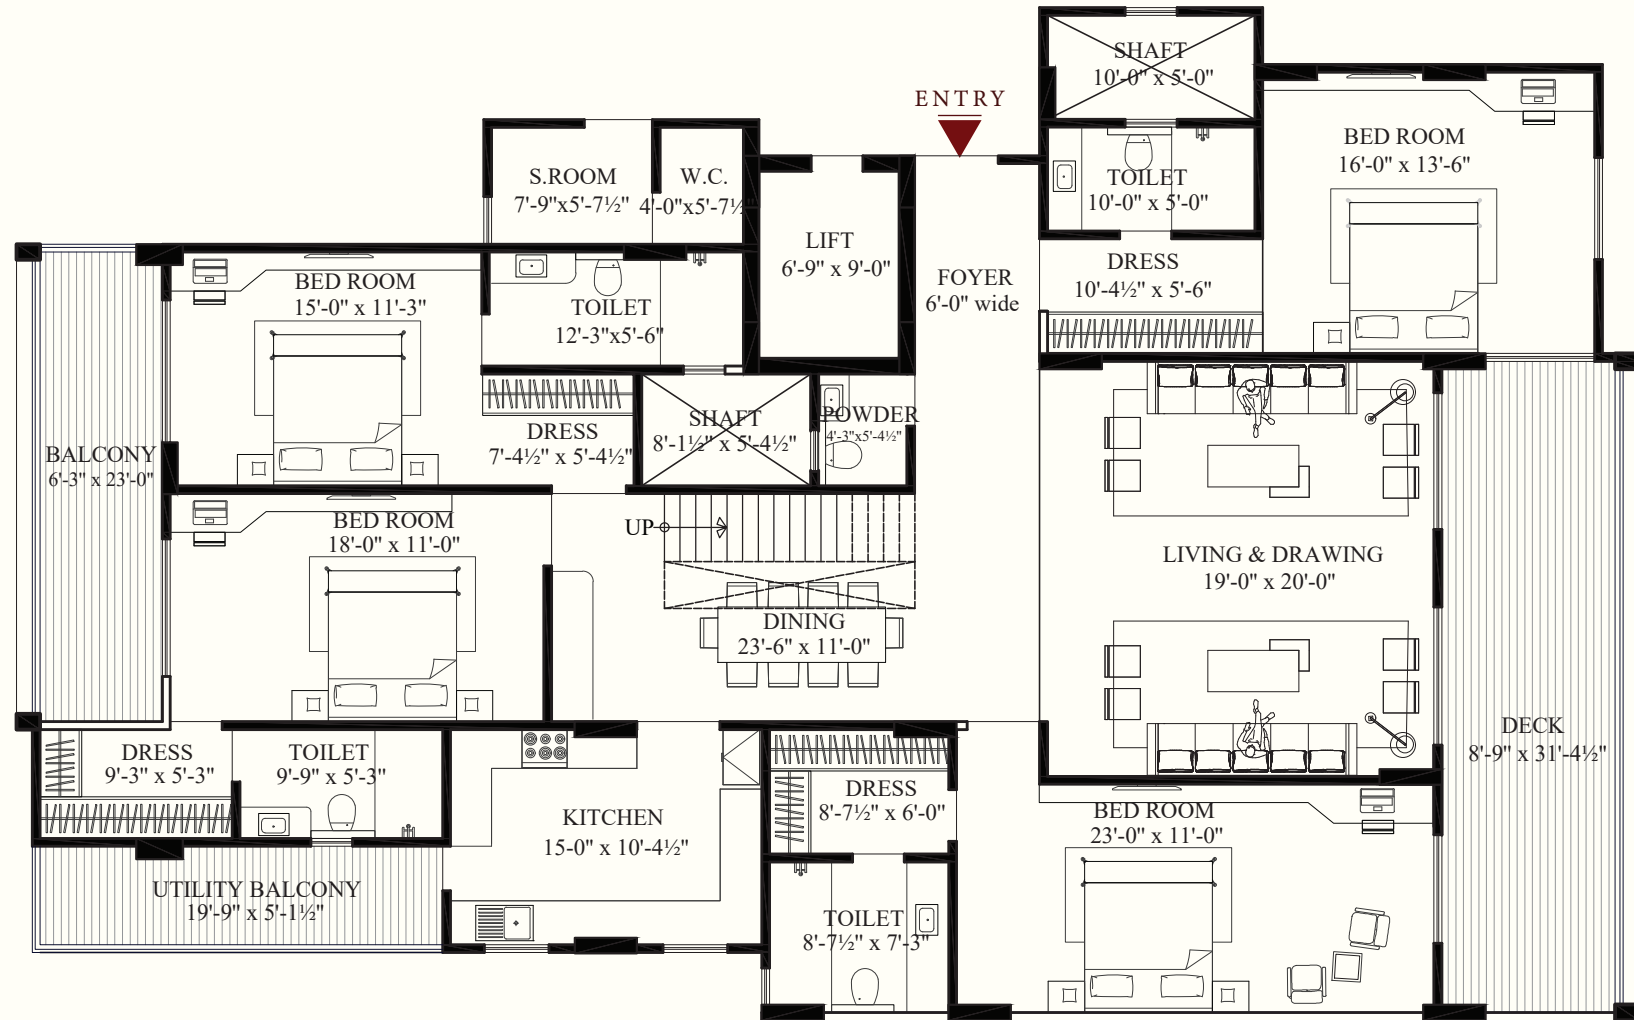 SHAFT
10'-0" x 5'-0"
ENTRY
BED ROOM
16'-0" x 13'-6"
S.ROOM
7'-9"x5'-7½"
W.C.
4'-0"x5'-7½"
TOILET
10'-0" x 5'-0"
LIFT
6'-9" x 9'-0"
FOYER
6'-0" wide
DRESS
10'-4½" x 5'-6"
BED ROOM
15'-0" x 11'-3"
TOILET
12'-3"x5'-6"
BALCONY
6'-3" x 23'-0"
DRESS
7'-4½" x 5'-4½"
SHAFT
8'-1½" x 5'-4½"
POWDER
4'-3"x5'-4½"
BED ROOM
18'-0" x 11'-0"
UP
LIVING & DRAWING
19'-0" x 20'-0"
DINING
23'-6" x 11'-0"
DECK
8'-9" x 31'-4½"
DRESS
9'-3" x 5'-3"
TOILET
9'-9" x 5'-3"
KITCHEN
15-0" x 10'-4½"
DRESS
8'-7½" x 6'-0"
BED ROOM
23'-0" x 11'-0"
UTILITY BALCONY
19'-9" x 5'-1½"
TOILET
8'-7½" x 7'-3"